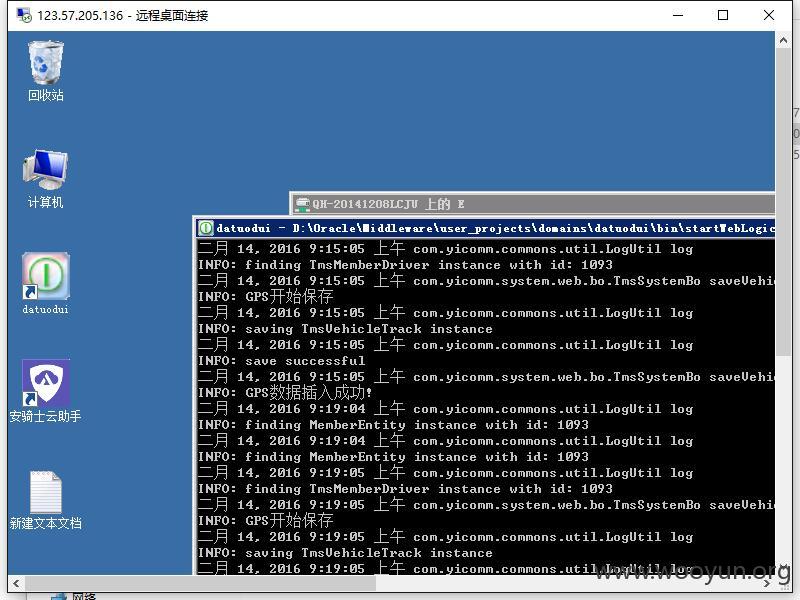 123.57.205.136 - 远程桌面连接
回收站
计算机
datuodui
安骑士云助手
新建文本文档
QH-20141208LCJU 上的 E
datuodui - D:\Oracle\Middleware\user_projects\domains\datuodui\bin\startWebLogic
二月 14, 2016 9:15:05 上午 com.yicomm.commons.util.LogUtil log
INFO: finding TmsMemberDriver instance with id: 1093
二月 14, 2016 9:15:05 上午 com.yicomm.system.web.bo.TmsSystemBo saveVehi
INFO: GPS开始保存
二月 14, 2016 9:15:05 上午 com.yicomm.commons.util.LogUtil log
INFO: saving TmsVehicleTrack instance
二月 14, 2016 9:15:05 上午 com.yicomm.commons.util.LogUtil log
INFO: save successful
二月 14, 2016 9:15:05 上午 com.yicomm.system.web.bo.TmsSystemBo saveVehi
INFO: GPS数据插入成功!
二月 14, 2016 9:19:04 上午 com.yicomm.commons.util.LogUtil log
INFO: finding MemberEntity instance with id: 1093
二月 14, 2016 9:19:04 上午 com.yicomm.commons.util.LogUtil log
INFO: finding MemberEntity instance with id: 1093
二月 14, 2016 9:19:05 上午 com.yicomm.commons.util.LogUtil log
INFO: finding TmsMemberDriver instance with id: 1093
二月 14, 2016 9:19:05 上午 com.yicomm.system.web.bo.TmsSystemBo saveVehi
INFO: GPS开始保存
二月 14, 2016 9:19:05 上午 com.yicomm.commons.util.LogUtil log
INFO: saving TmsVehicleTrack instance
二月 14, 2016 9:19:05 上午 com.yicomm.commons.util.LogUtil log
www.wooyun.org
网络
7
0
5